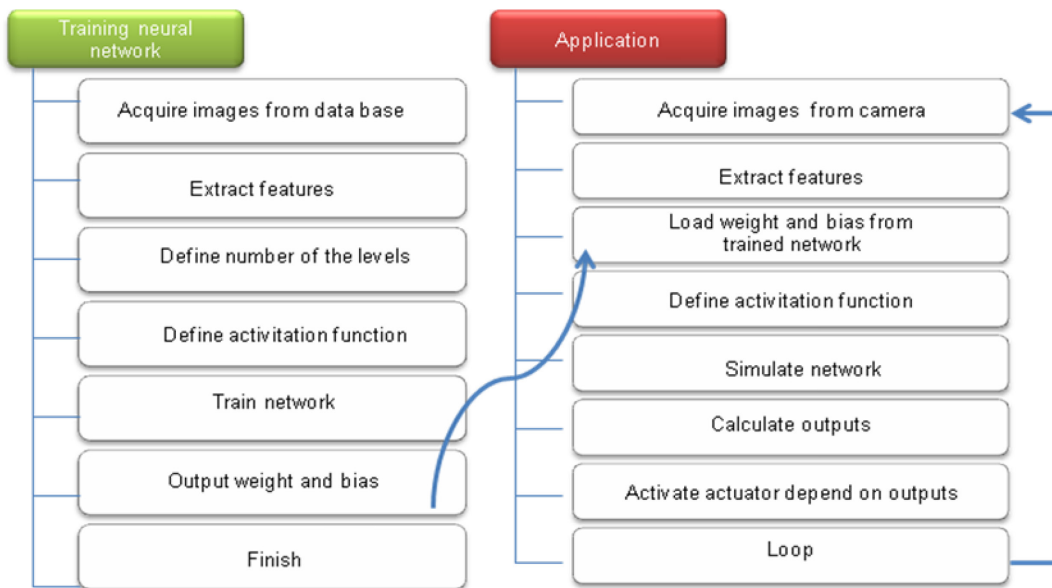 Training neural
network
Acquire images from data base
Extract features
Define number of the levels
Define activitation function
Train network
Output weight and bias
Finish
Application
Acquire images from camera
Extract features
Load weight and bias from
trained network
Define activitation function
Simulate network
Calculate outputs
Activate actuator depend on outputs
Loop